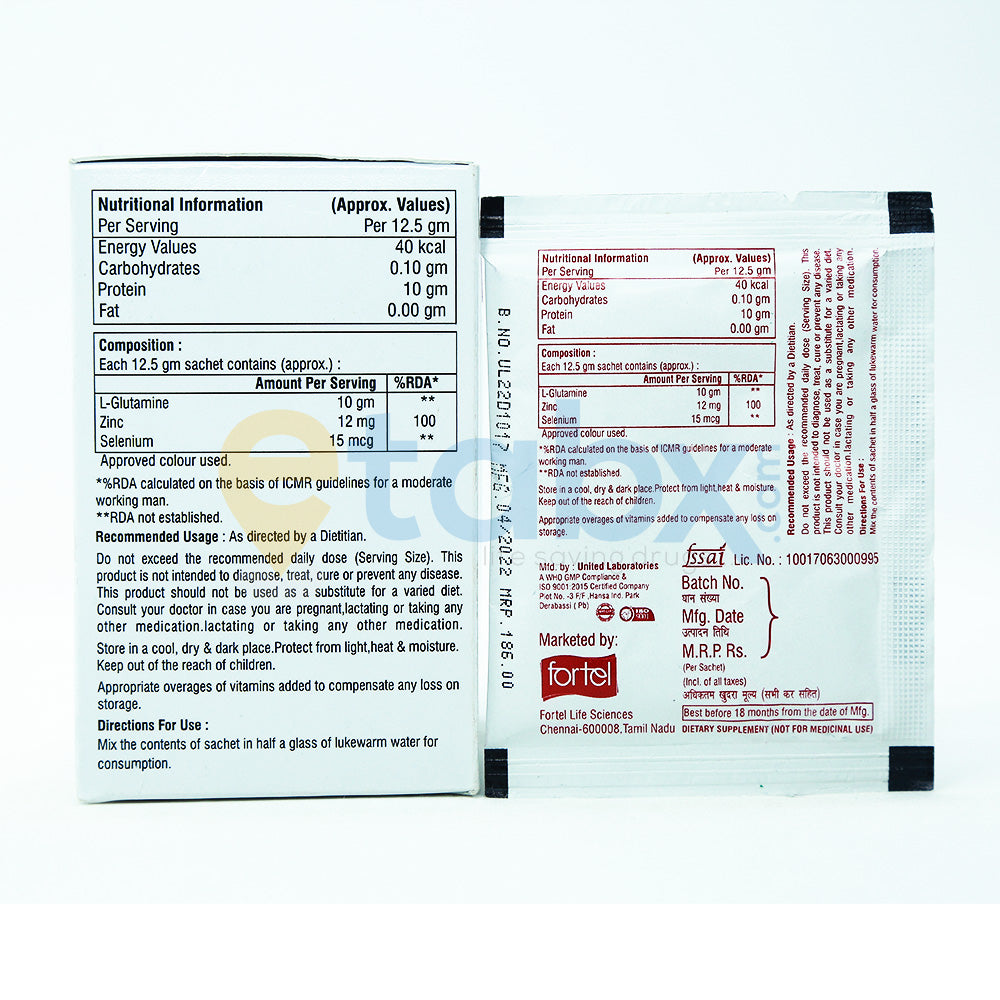 Nutritional Information (Approx. Values)
Per Serving Per 12.5 gm
Energy Values 40 kcal
Carbohydrates 0.10 gm
Protein 10 gm
Fat 0.00 gm
Composition :
Each 12.5 gm sachet contains (approx.) :
Amount Per Serving %RDA*
L-Glutamine 10 gm **
Zinc 12 mg 100
Selenium 15 mcg **
Approved colour used.
*%RDA calculated on the basis of ICMR guidelines for a moderate
working man.
**RDA not established.
Recommended Usage : As directed by a Dietitian.
Do not exceed the recommended daily dose (Serving Size). This
product is not intended to diagnose, treat, cure or prevent any disease.
This product should not be used as a substitute for a varied diet.
Consult your doctor in case you are pregnant,lactating or taking any
other medication.lactating or taking any other medication.
Store in a cool, dry & dark place.Protect from light,heat & moisture.
Keep out of the reach of children.
Appropriate overages of vitamins added to compensate any loss on
storage.
Directions For Use :
Mix the contents of sachet in half a glass of lukewarm water for
consumption.
B.NO.UL22D1017 MFG.04/2022 MRP.186.00
Nutritional Information (Approx. Values)
Per Serving Per 12.5 gm
Energy Values 40 kcal
Carbohydrates 0.10 gm
Protein 10 gm
Fat 0.00 gm
Composition :
Each 12.5 gm sachet contains (approx.) :
Amount Per Serving %RDA*
L-Glutamine 10 gm **
Zinc 12 mg 100
Selenium 15 mcg **
Approved colour used.
*%RDA calculated on the basis of ICMR guidelines for a moderate
working man.
**RDA not established.
Store in a cool, dry & dark place.Protect from light,heat & moisture.
Keep out of the reach of children.
Appropriate overages of vitamins added to compensate any loss on
storage.
Mfd. by : United Laboratories
A WHO GMP Compliance &
ISO 9001:2015 Certified Company
Plot No. -3 F/F ,Hansa Ind. Park
Derabassi ( Pb)
ISO
Marketed by:
fortel
Fortel Life Sciences
Chennai-600008,Tamil Nadu
fssai Lic. No. : 10017063000995
Batch No.
धान संख्या
Mfg. Date
उत्पादन तिथि
M.R.P. Rs.
(Per Sachet)
(Incl. of all taxes)
अधिकतम खुदरा मूल्य (सभी कर सहित)
Best before 18 months from the date of Mfg.
DIETARY SUPPLEMENT (NOT FOR MEDICINAL USE)
Recommended Usage : As directed by a Dietitian.
Do not exceed the recommended daily dose (Serving Size). This
product is not intended to diagnose, treat, cure or prevent any disease.
This product should not be used as a substitute for a varied diet.
Consult your doctor in case you are pregnant,lactating or taking any
other medication.lactating or taking any other medication.
Directions For Use :
Mix the contents of sachet in half a glass of lukewarm water for consumption.
etabx.com
life saving drugs